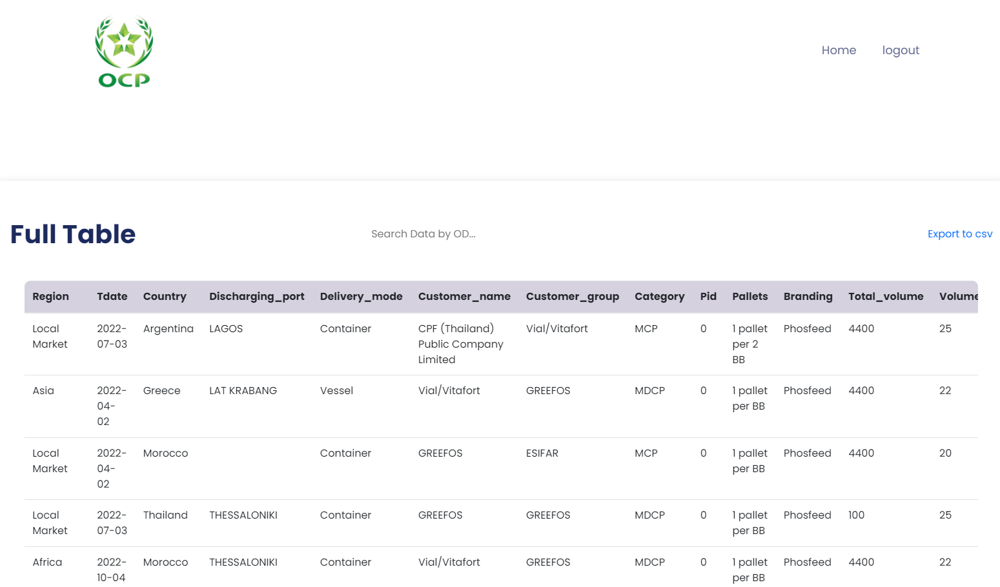 OCP
Home logout
Full Table Search Data by OD... Export to csv
Region Tdate Country Discharging_port Delivery_mode Customer_name Customer_group Category Pid Pallets Branding Total_volume Volume
Local 2022- Argentina LAGOS Container CPF (Thailand) Vial/Vitafort MCP 0 1 pallet Phosfeed 4400 25
Market 07-03 Public Company per 2
Limited BB
Asia 2022- Greece LAT KRABANG Vessel Vial/Vitafort GREEFOS MDCP 0 1 pallet Phosfeed 4400 22
04- per BB
02
Local 2022- Morocco Container GREEFOS ESIFAR MCP 0 1 pallet Phosfeed 4400 20
Market 04- per BB
02
Local 2022- Thailand THESSALONIKI Container GREEFOS GREEFOS MDCP 0 1 pallet Phosfeed 100 25
Market 07-03 per BB
Africa 2022- Morocco THESSALONIKI Container Vial/Vitafort GREEFOS MDCP 0 1 pallet Phosfeed 4400 22
10-04 per BB